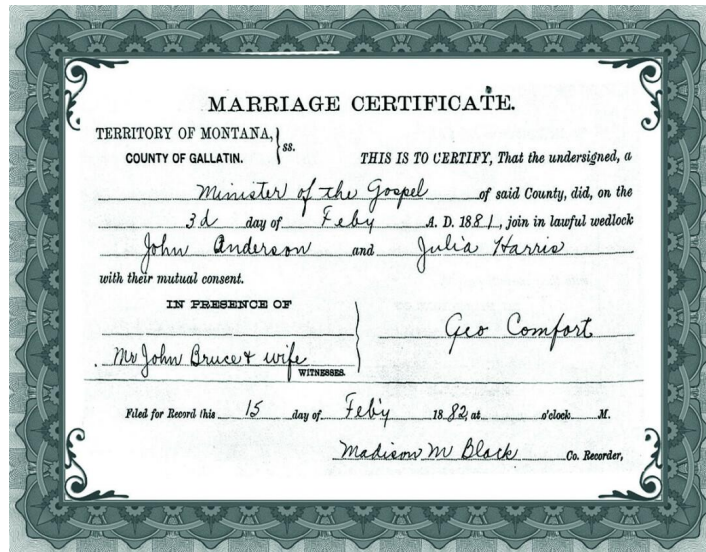 MARRIAGE CERTIFICATE.
TERRITORY OF MONTANA, } ss.
COUNTY OF GALLATIN.
THIS IS TO CERTIFY, That the undersigned, a
Minister of the Gospel of said County, did, on the
3d day of Feby A. D. 1881, join in lawful wedlock
John Anderson and Julia Harris
with their mutual consent.
IN PRESENCE OF
Geo Comfort
Mr John Bruce & wife
WITNESSES.
Filed for Record this 15 day of Feb'y 1882, at o'clock M.
Madison M Black Co. Recorder,